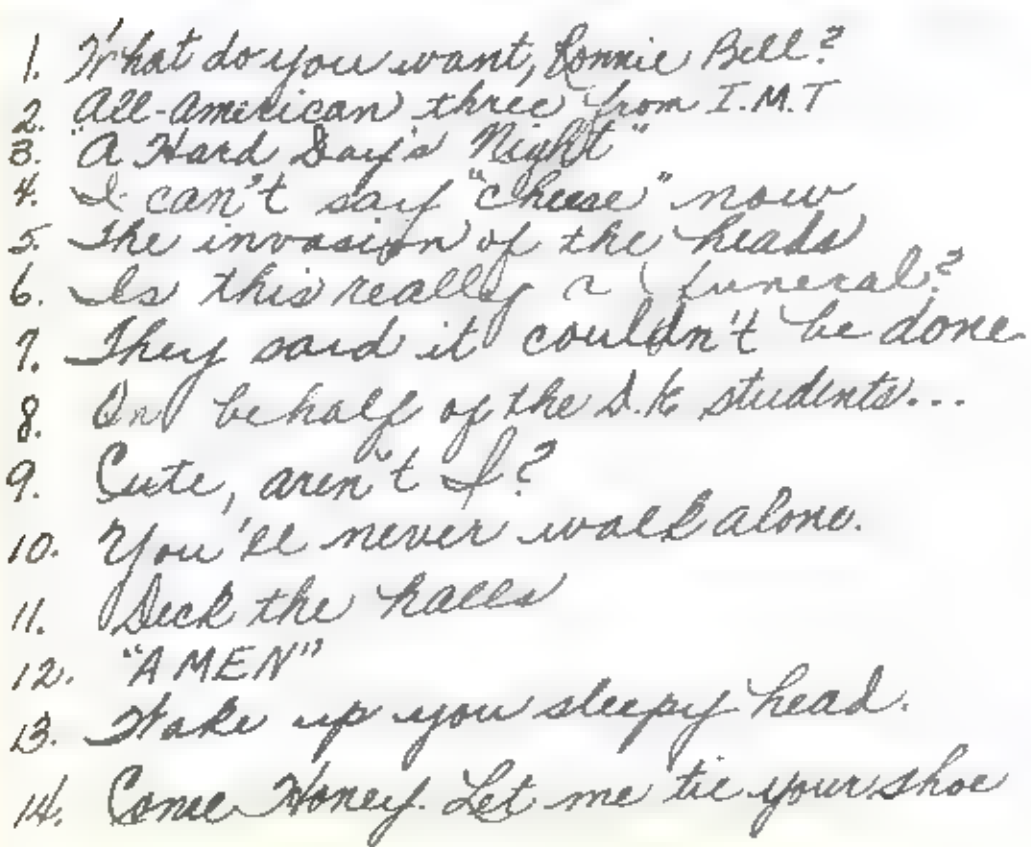 1. What do you want, Ronnie Bell?
2. All-American three from I.M.T
3. "A Hard Day's Night"
4. I can't say "cheese" now
5. The invasion of the heads
6. Is this really a funeral?
7. They said it couldn't be done
8. On behalf of the D.K. students...
9. Cute, aren't I?
10. You'll never walk alone.
11. Deck the halls
12. "AMEN"
13. Wake up you sleepy head.
14. Come Honey. Let me tie your shoe